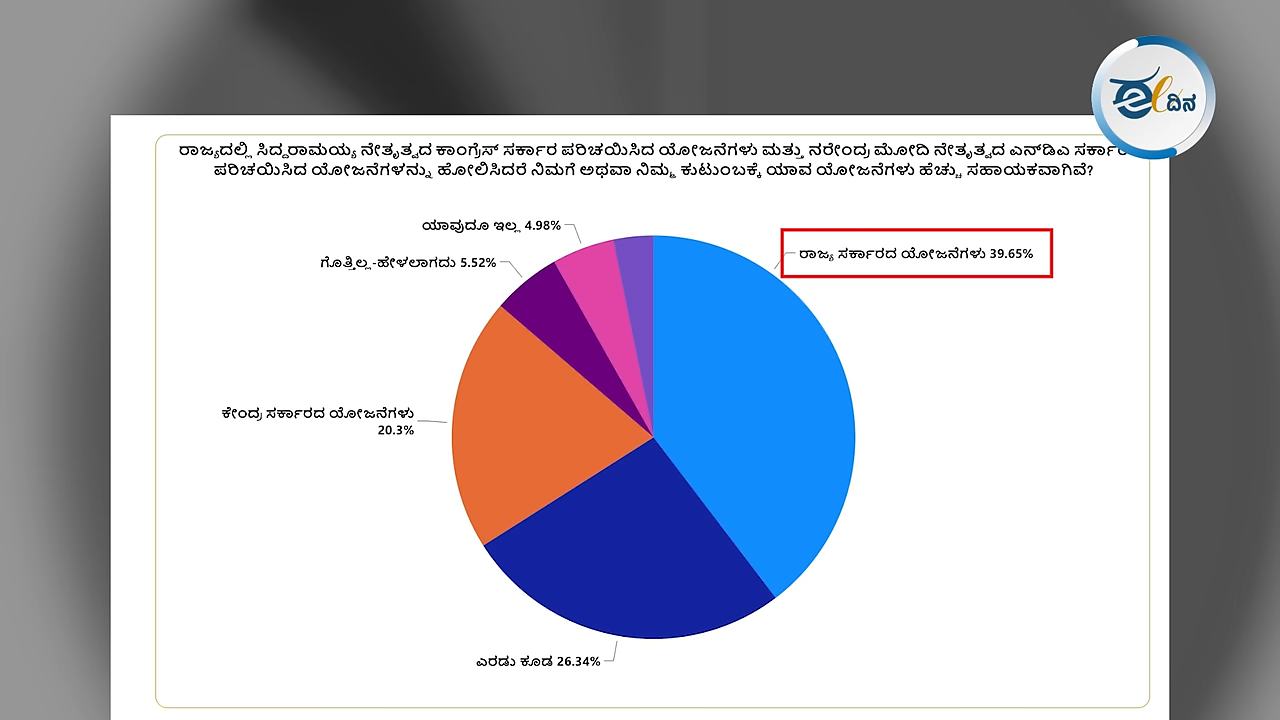 ಈ ದಿನ
ರಾಜ್ಯದಲ್ಲಿ ಸಿದ್ದರಾಮಯ್ಯ ನೇತೃತ್ವದ ಕಾಂಗ್ರೆಸ್ ಸರ್ಕಾರ ಪರಿಚಯಿಸಿದ ಯೋಜನೆಗಳು ಮತ್ತು ನರೇಂದ್ರ ಮೋದಿ ನೇತೃತ್ವದ ಎನ್‌ಡಿಎ ಸರ್ಕಾರ
ಪರಿಚಯಿಸಿದ ಯೋಜನೆಗಳನ್ನು ಹೋಲಿಸಿದರೆ ನಿಮಗೆ ಅಥವಾ ನಿಮ್ಮ ಕುಟುಂಬಕ್ಕೆ ಯಾವ ಯೋಜನೆಗಳು ಹೆಚ್ಚು ಸಹಾಯಕವಾಗಿವೆ?
ಯಾವುದೂ ಇಲ್ಲ 4.98%
ರಾಜ್ಯ ಸರ್ಕಾರದ ಯೋಜನೆಗಳು 39.65%
ಗೊತ್ತಿಲ್ಲ -ಹೇಳಲಾಗದು 5.52%
ಕೇಂದ್ರ ಸರ್ಕಾರದ ಯೋಜನೆಗಳು
20.3%
ಎರಡು ಕೂಡ 26.34%